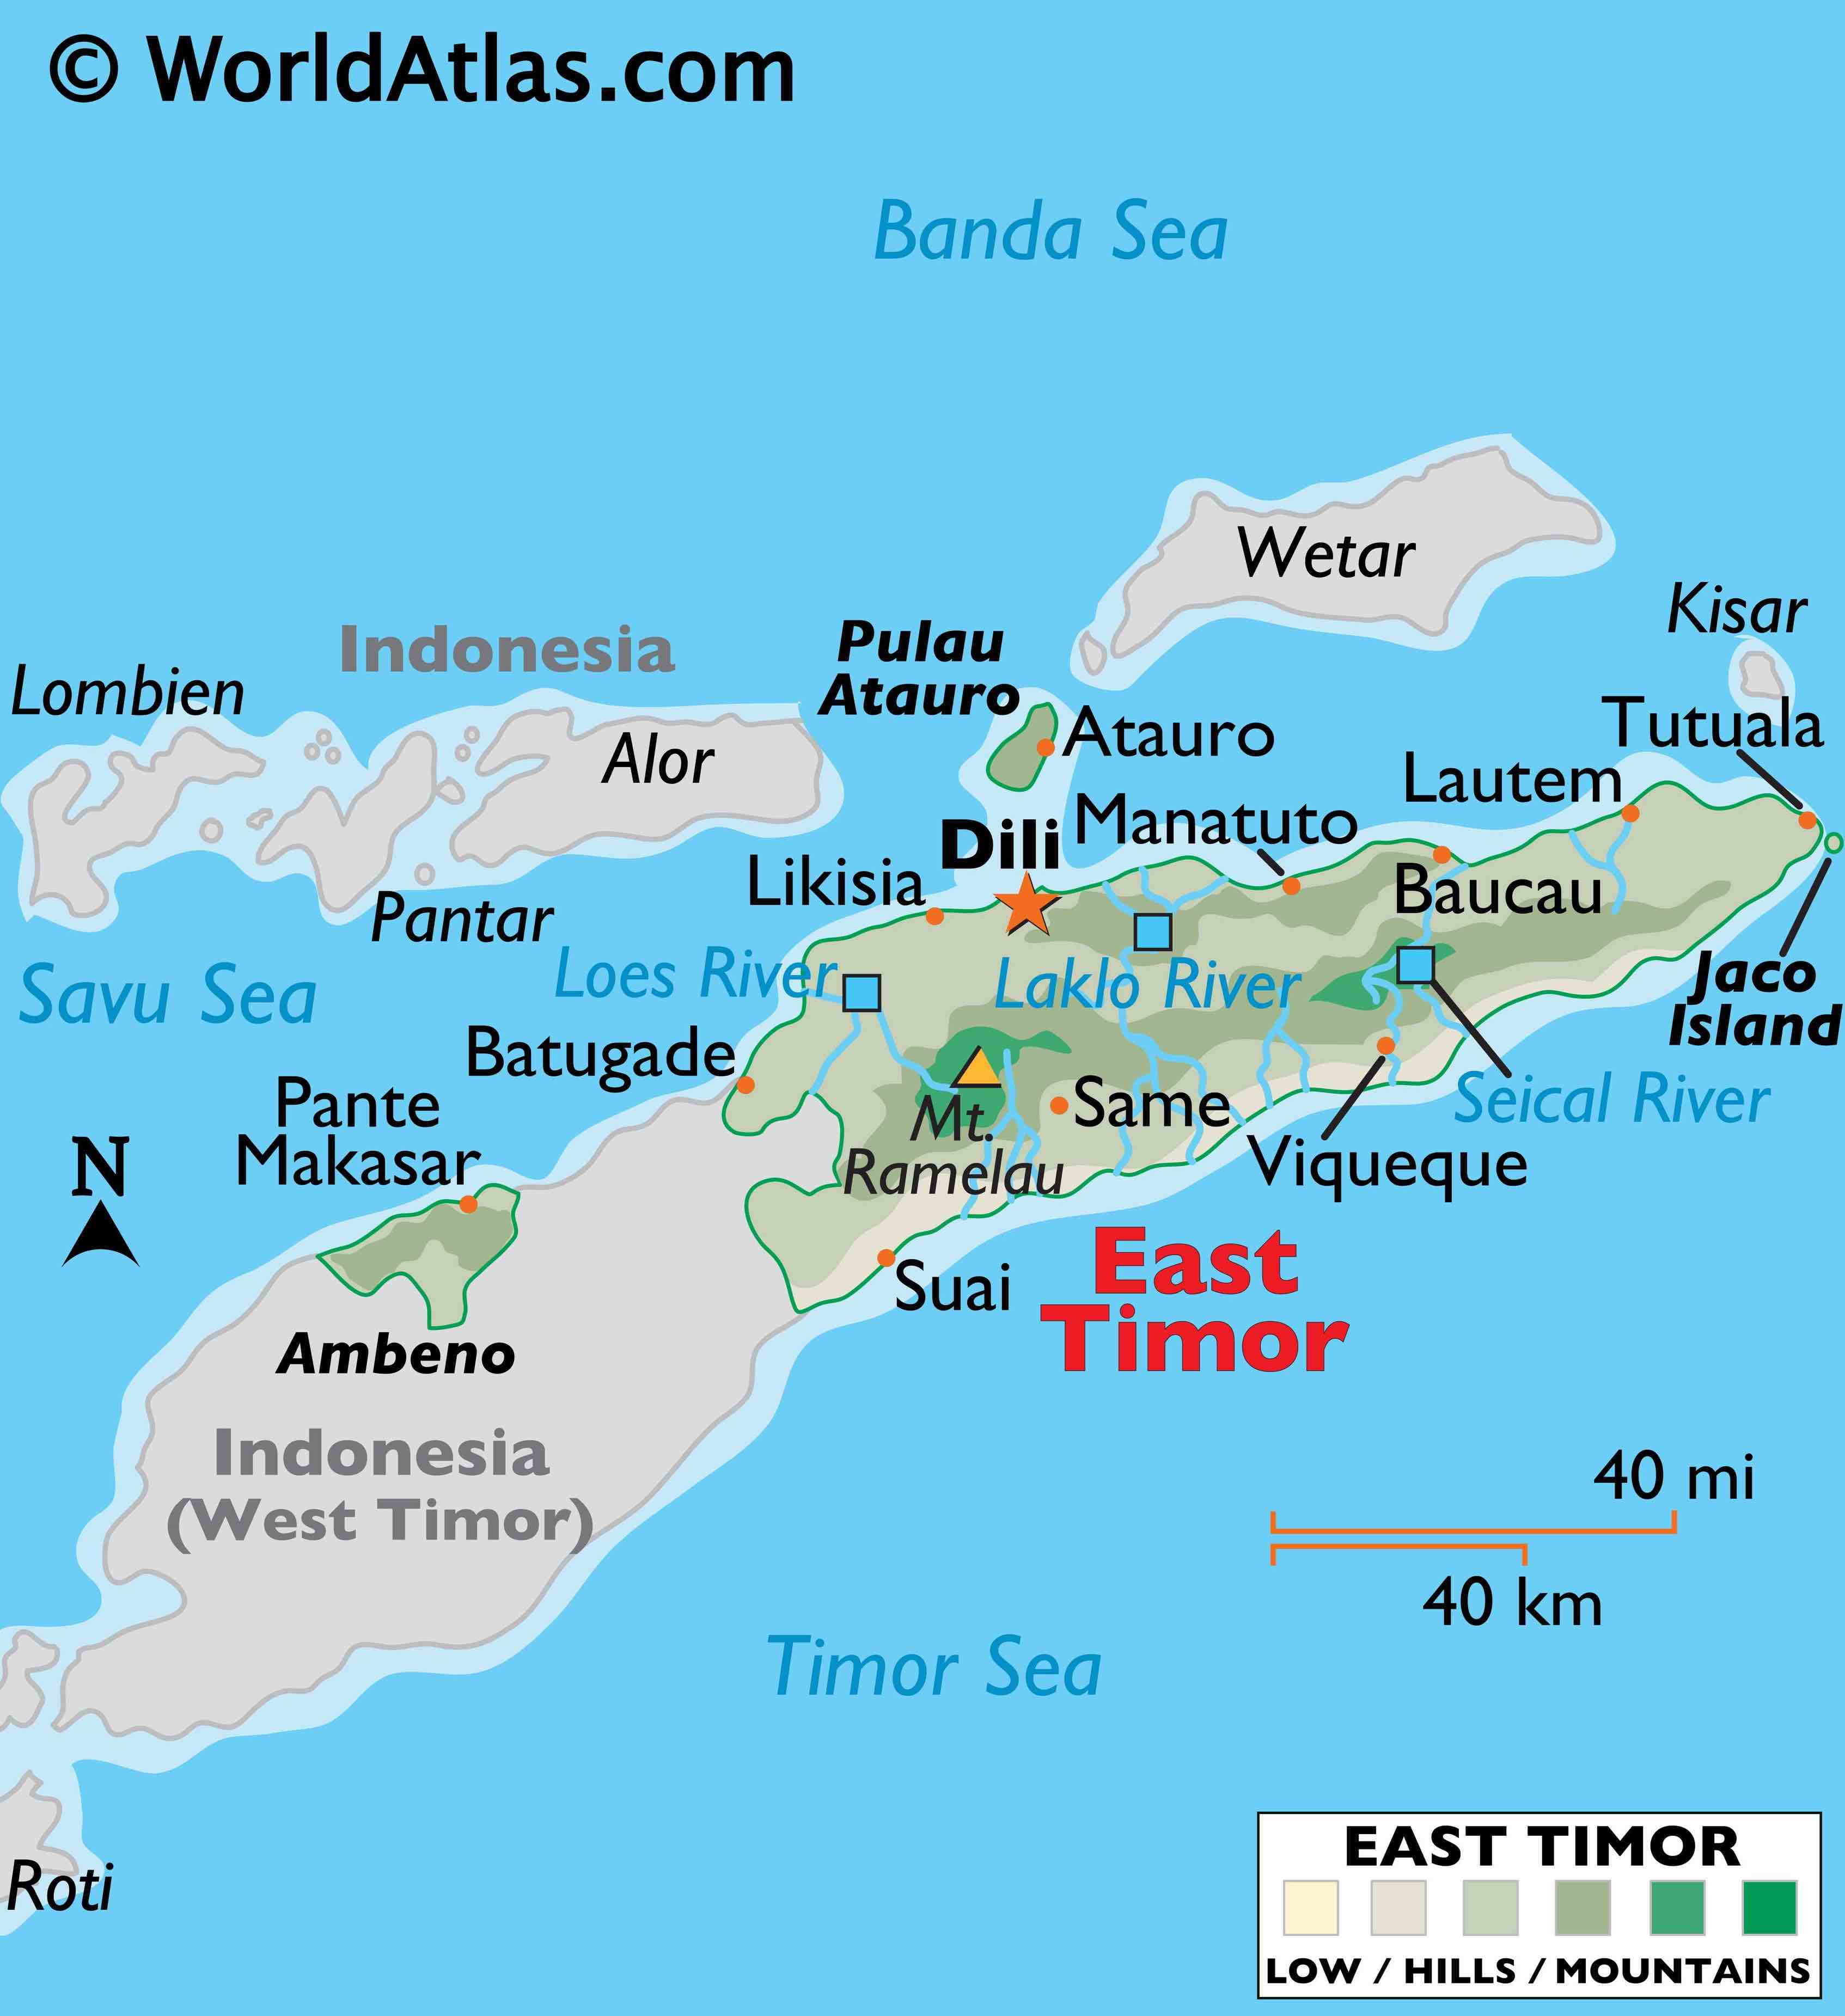 © WorldAtlas.com
Banda Sea
Wetar
Kisar
Indonesia
Pulau
Atauro
Lombien
Tutuala
Atauro
Alor
Lautem
Manatuto
Dili
Likisia
Baucau
Pantar
Loes River
Laklo River
Savu Sea
Jaco
Island
Batugade
Seical River
Pante
Makasar
Same
Mt.
Ramelau
Viqueque
N
Suai
East
Timor
Ambeno
Indonesia
(West Timor)
40 mi
40 km
Timor Sea
Roti
EAST TIMOR
LOW / HILLS / MOUNTAINS